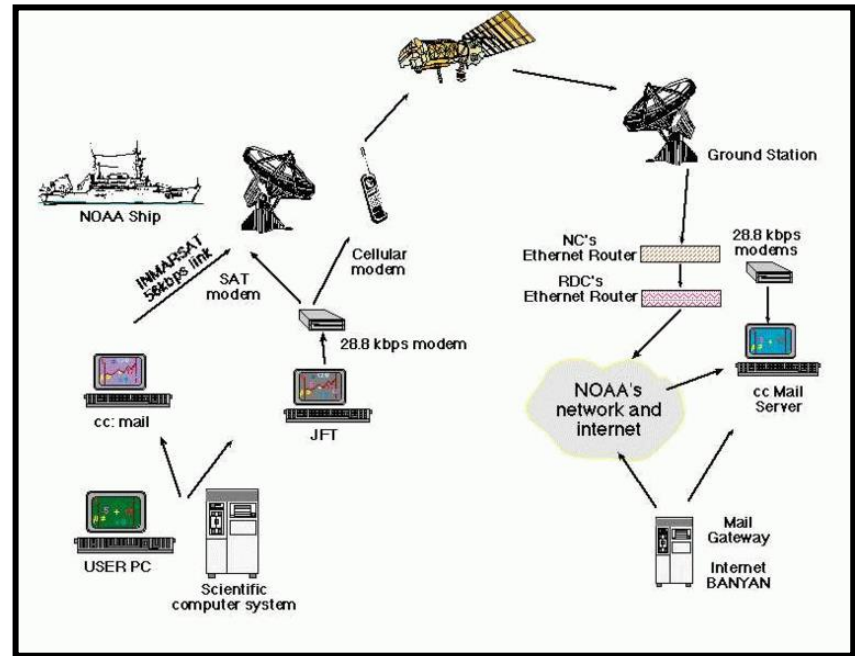 Ground Station
NOAA Ship
INMARSAT
56kbps link
SAT
modem
Cellular
modem
NC's
Ethernet Router
28.8 kbps
modems
RDC's
Ethernet Router
28.8 kbps modem
cc: mail
JFT
NOAA's
network and
internet
cc Mail
Server
USER PC
Scientific
computer system
Mail
Gateway
Internet
BANYAN